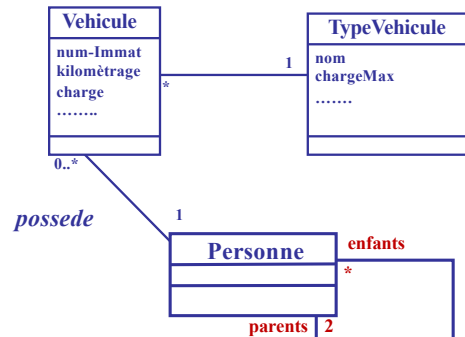 Vehicule
num-Immat
kilomètrage
charge
……..
TypeVehicule
nom
chargeMax
…….
1
*
0..*
possede
1
Personne
enfants
*
parents
2